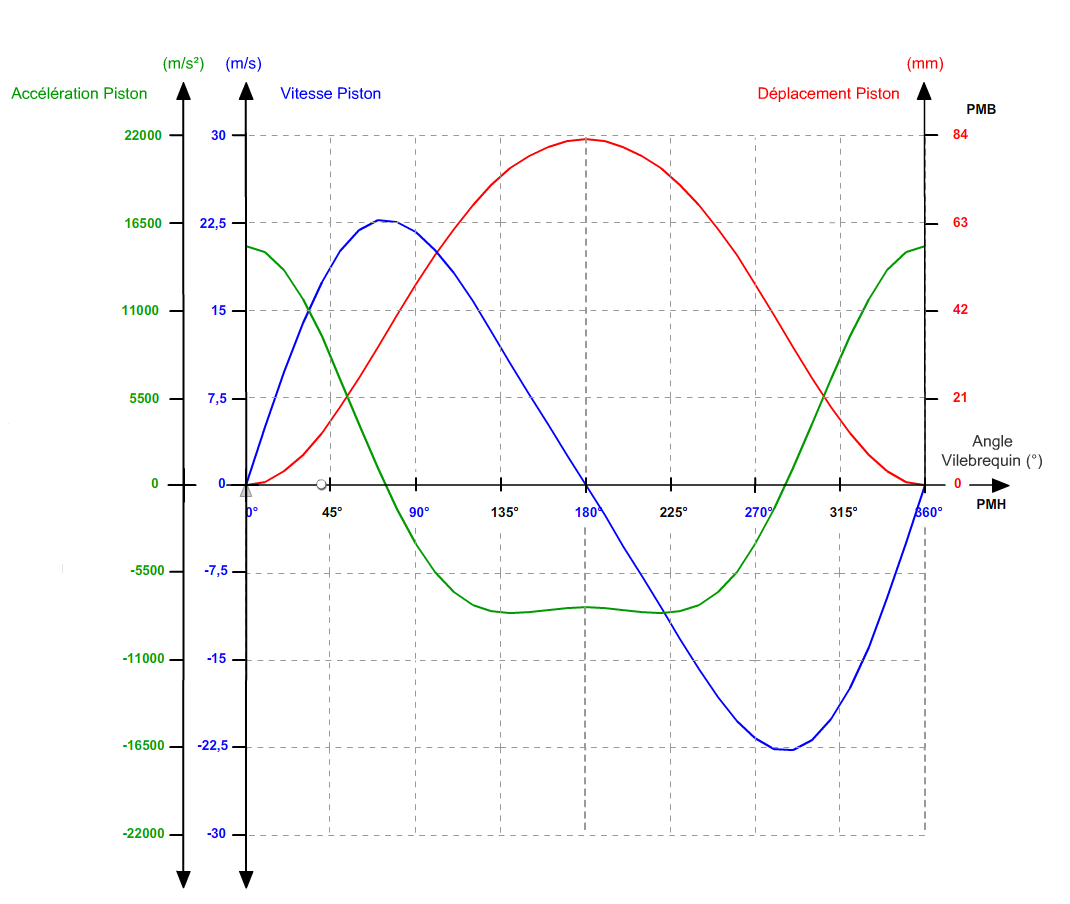 (m/s²) (m/s) (mm)
Accélération Piston Vitesse Piston Déplacement Piston
PMB
22000 30 84
16500 22,5 63
11000 15 42
5500 7,5 21
Angle
Vilebrequin (°)
0 0 0
PMH
0° 45° 90° 135° 180° 225° 270° 315° 360°
-5500 -7,5
-11000 -15
-16500 -22,5
-22000 -30